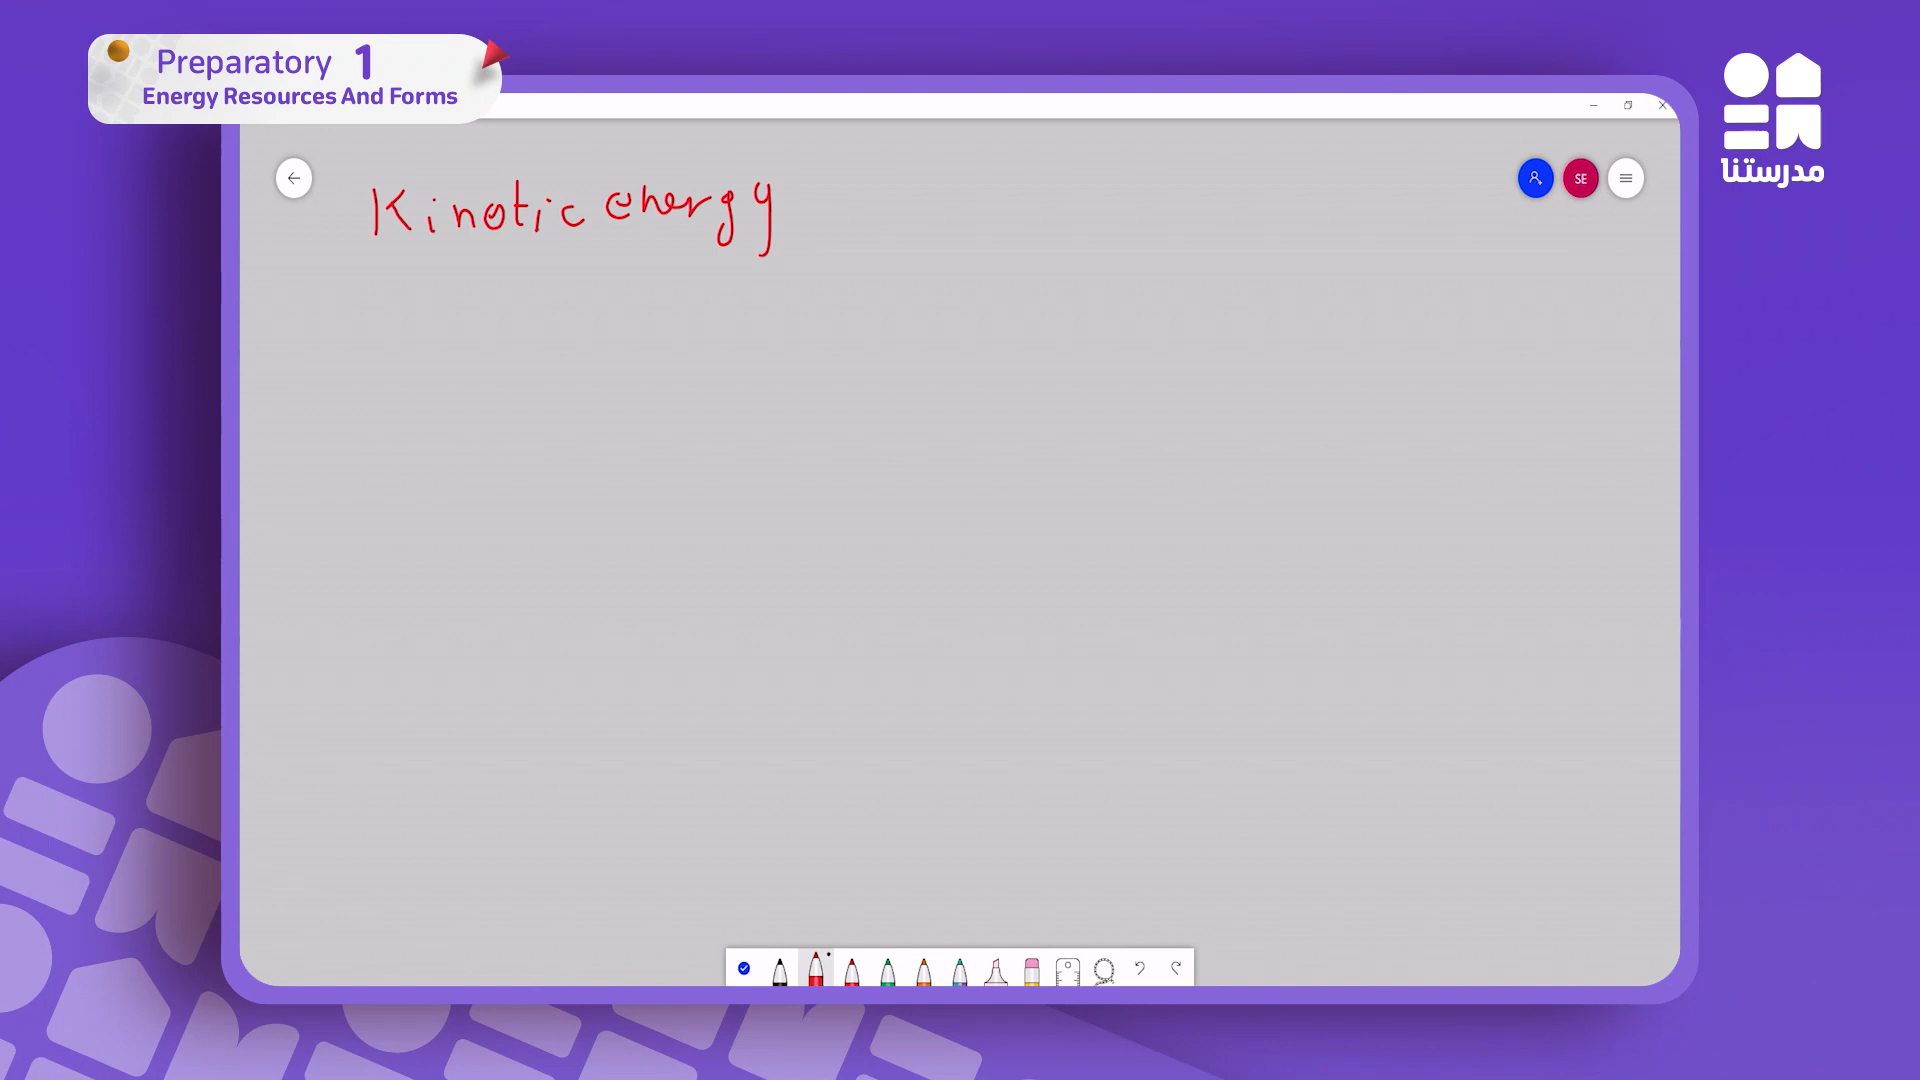 Preparatory 1
Energy Resources And Forms
مدرستنا
SE
Kinetic energy